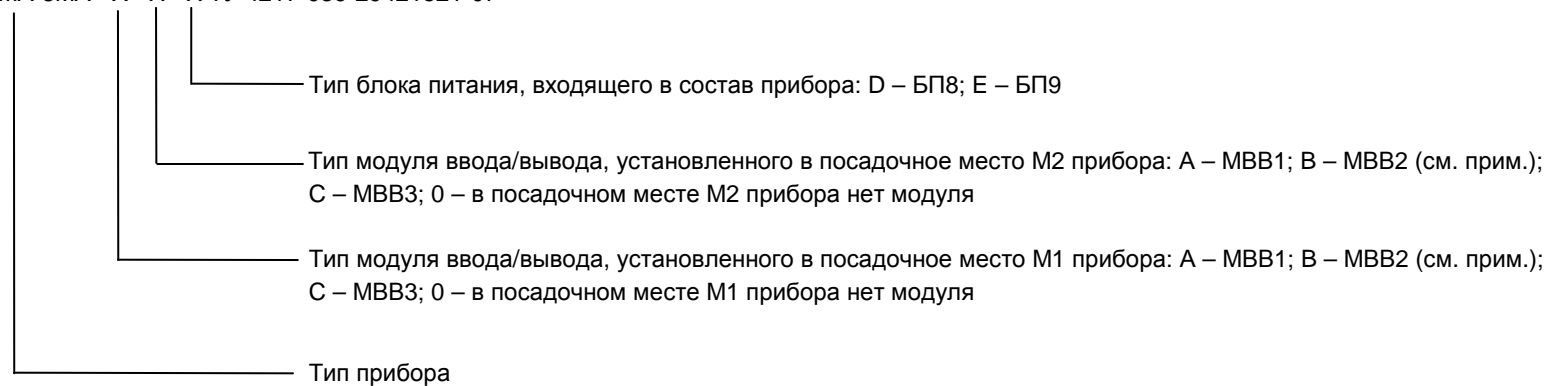 Тип блока питания, входящего в состав прибора: D – БП8; E – БП9
Тип модуля ввода/вывода, установленного в посадочное место М2 прибора: A – МВВ1; B – МВВ2 (см. прим.);
C – МВВ3; 0 – в посадочном месте М2 прибора нет модуля
Тип модуля ввода/вывода, установленного в посадочное место М1 прибора: A – МВВ1; B – МВВ2 (см. прим.);
C – МВВ3; 0 – в посадочном месте М1 прибора нет модуля
Тип прибора